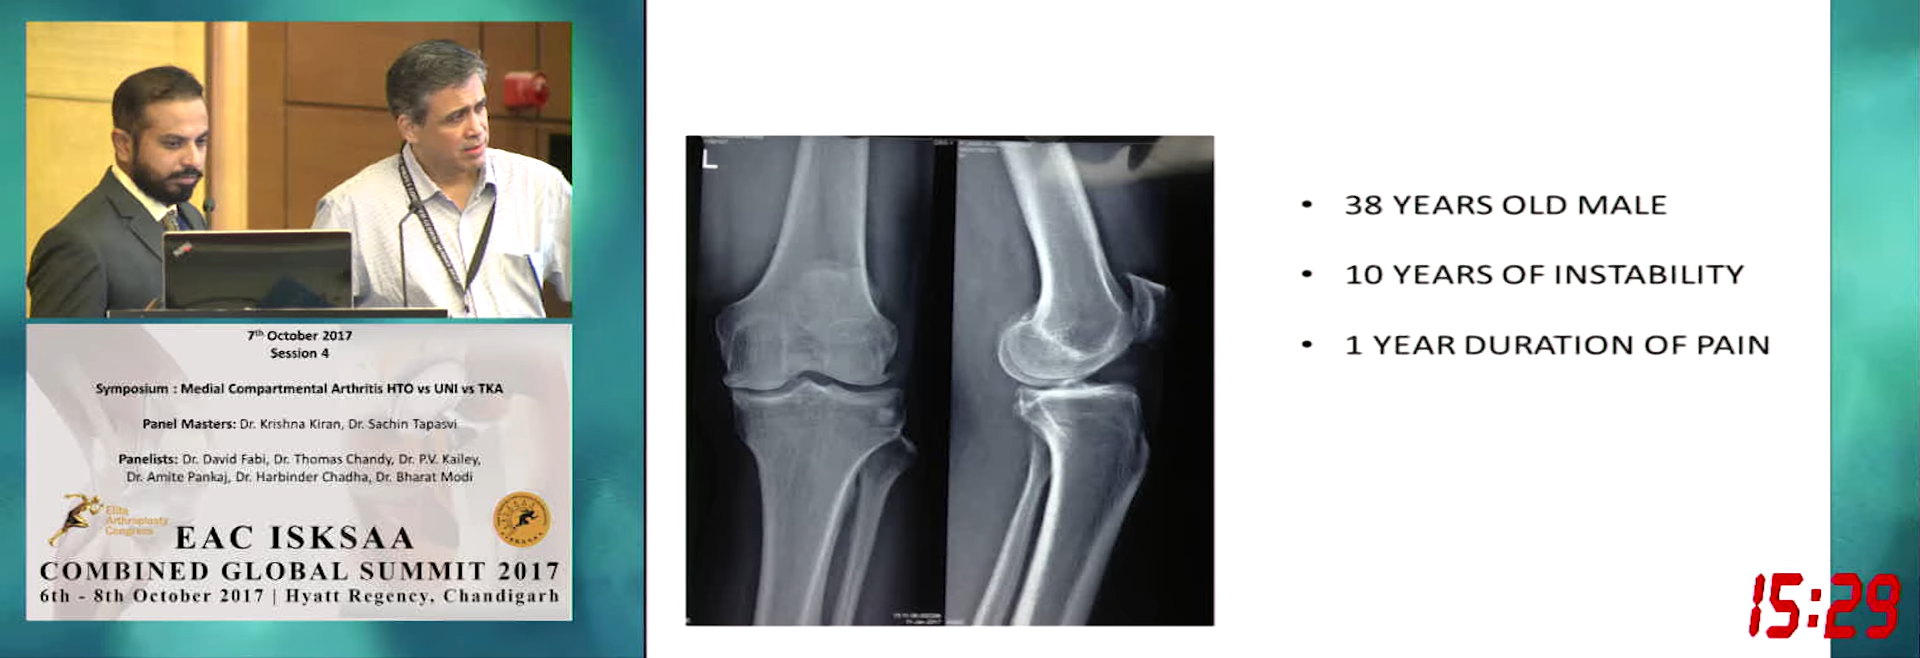 7th October 2017
Session 4
Symposium : Medial Compartmental Arthritis HTO vs UNI vs TKA
Panel Masters: Dr. Krishna Kiran, Dr. Sachin Tapasvi
Panelists: Dr. David Fabi, Dr. Thomas Chandy, Dr. P.V. Kailey,
Dr. Amite Pankaj, Dr. Harbinder Chadha, Dr. Bharat Modi
Elite
Arthroplasty
Congress
EAC ISKSAA
COMBINED GLOBAL SUMMIT 2017
6th - 8th October 2017 | Hyatt Regency, Chandigarh
L
• 38 YEARS OLD MALE
• 10 YEARS OF INSTABILITY
• 1 YEAR DURATION OF PAIN
15:29